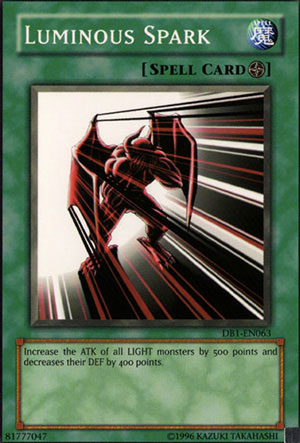 LUMINOUS SPARK
魔
[SPELL CARD]
DB1-EN063
Increase the ATK of all LIGHT monsters by 500 points and
decreases their DEF by 400 points.
81777047
©1996 KAZUKI TAKAHASHI